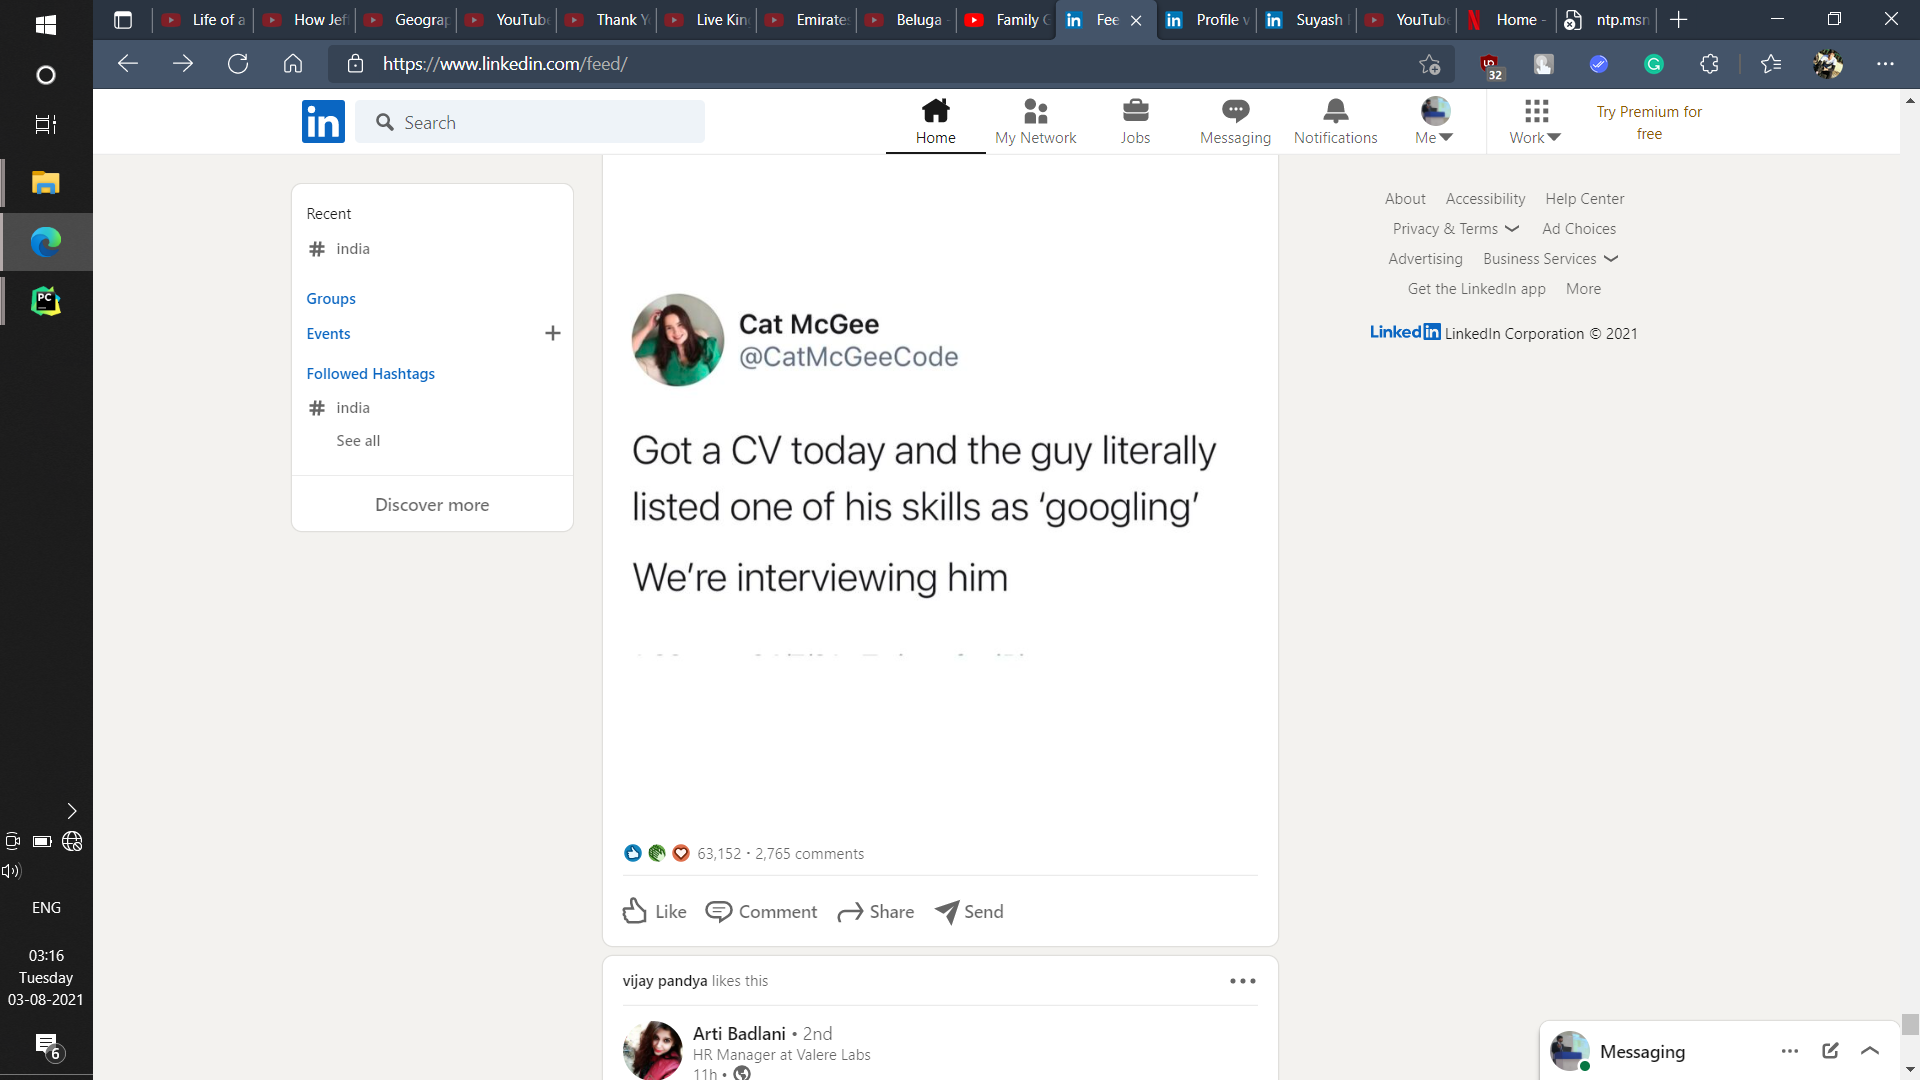 Life of a
How Jef
Geograp
YouTube
Thank Y
Live Kin
Emirate
Beluga -
Family G
in Fee
in Profile v
in Suyash
YouTube
Home -
ntp.msn
https://www.linkedin.com/feed/
32
in
Search
Home
My Network
Jobs
Messaging
Notifications
Me
Work
Try Premium for
free
Recent
# india
Groups
Events
Followed Hashtags
# india
See all
Discover more
Cat McGee
@CatMcGeeCode
Got a CV today and the guy literally
listed one of his skills as ‘googling’
We’re interviewing him
63,152 · 2,765 comments
Like
Comment
Share
Send
vijay pandya likes this
Arti Badlani • 2nd
HR Manager at Valere Labs
11h •
About Accessibility Help Center
Privacy & Terms Ad Choices
Advertising Business Services
Get the LinkedIn app More
LinkedIn LinkedIn Corporation © 2021
Messaging
PC
ENG
03:16
Tuesday
03-08-2021
6